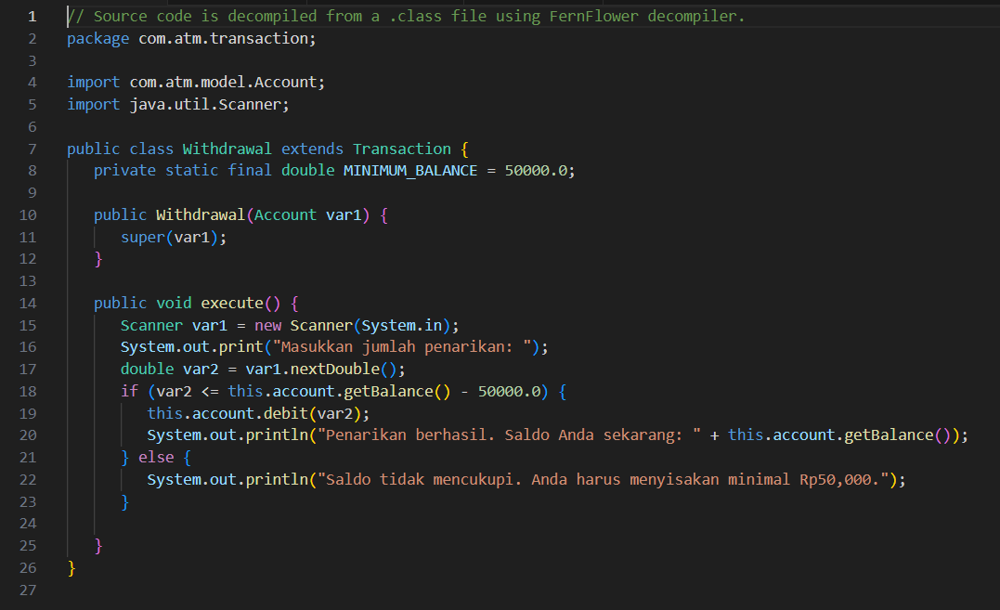 1 // Source code is decompiled from a .class file using FernFlower decompiler.
2 package com.atm.transaction;
3
4 import com.atm.model.Account;
5 import java.util.Scanner;
6
7 public class Withdrawal extends Transaction {
8    private static final double MINIMUM_BALANCE = 50000.0;
9
10    public Withdrawal(Account var1) {
11       super(var1);
12    }
13
14    public void execute() {
15       Scanner var1 = new Scanner(System.in);
16       System.out.print("Masukkan jumlah penarikan: ");
17       double var2 = var1.nextDouble();
18       if (var2 <= this.account.getBalance() - 50000.0) {
19          this.account.debit(var2);
20          System.out.println("Penarikan berhasil. Saldo Anda sekarang: " + this.account.getBalance());
21       } else {
22          System.out.println("Saldo tidak mencukupi. Anda harus menyisakan minimal Rp50,000.");
23       }
24
25    }
26 }
27